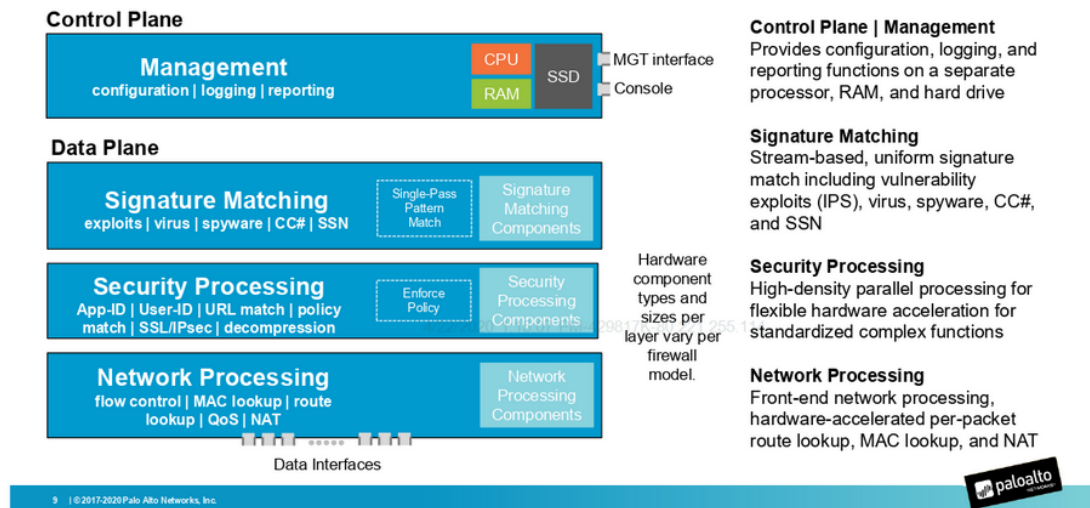 Control Plane
Management
configuration | logging | reporting
CPU
RAM
SSD
MGT interface
Console
Data Plane
Signature Matching
exploits | virus | spyware | CC# | SSN
Single-Pass
Pattern
Match
Signature
Matching
Components
Security Processing
App-ID | User-ID | URL match | policy
match | SSL/IPsec | decompression
Enforce
Policy
Security
Processing
Components
Network Processing
flow control | MAC lookup | route
lookup | QoS | NAT
Network
Processing
Components
Data Interfaces
Hardware
component
types and
sizes per
layer vary per
firewall
model.
Control Plane | Management
Provides configuration, logging, and
reporting functions on a separate
processor, RAM, and hard drive
Signature Matching
Stream-based, uniform signature
match including vulnerability
exploits (IPS), virus, spyware, CC#,
and SSN
Security Processing
High-density parallel processing for
flexible hardware acceleration for
standardized complex functions
Network Processing
Front-end network processing,
hardware-accelerated per-packet
route lookup, MAC lookup, and NAT
9 | © 2017-2020 Palo Alto Networks, Inc.
paloalto
NETWORKS